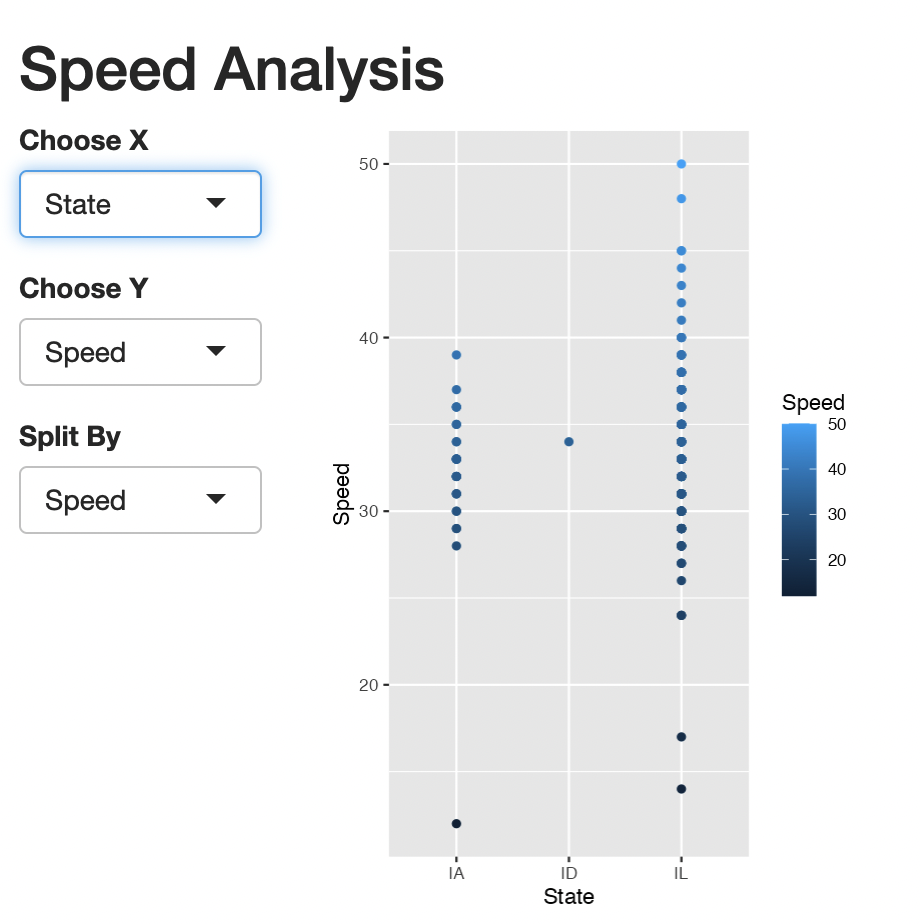 Speed Analysis
Choose X
State
Choose Y
Speed
Split By
Speed
50
40
30
20
Speed
IA ID IL
State
Speed
50
40
30
20